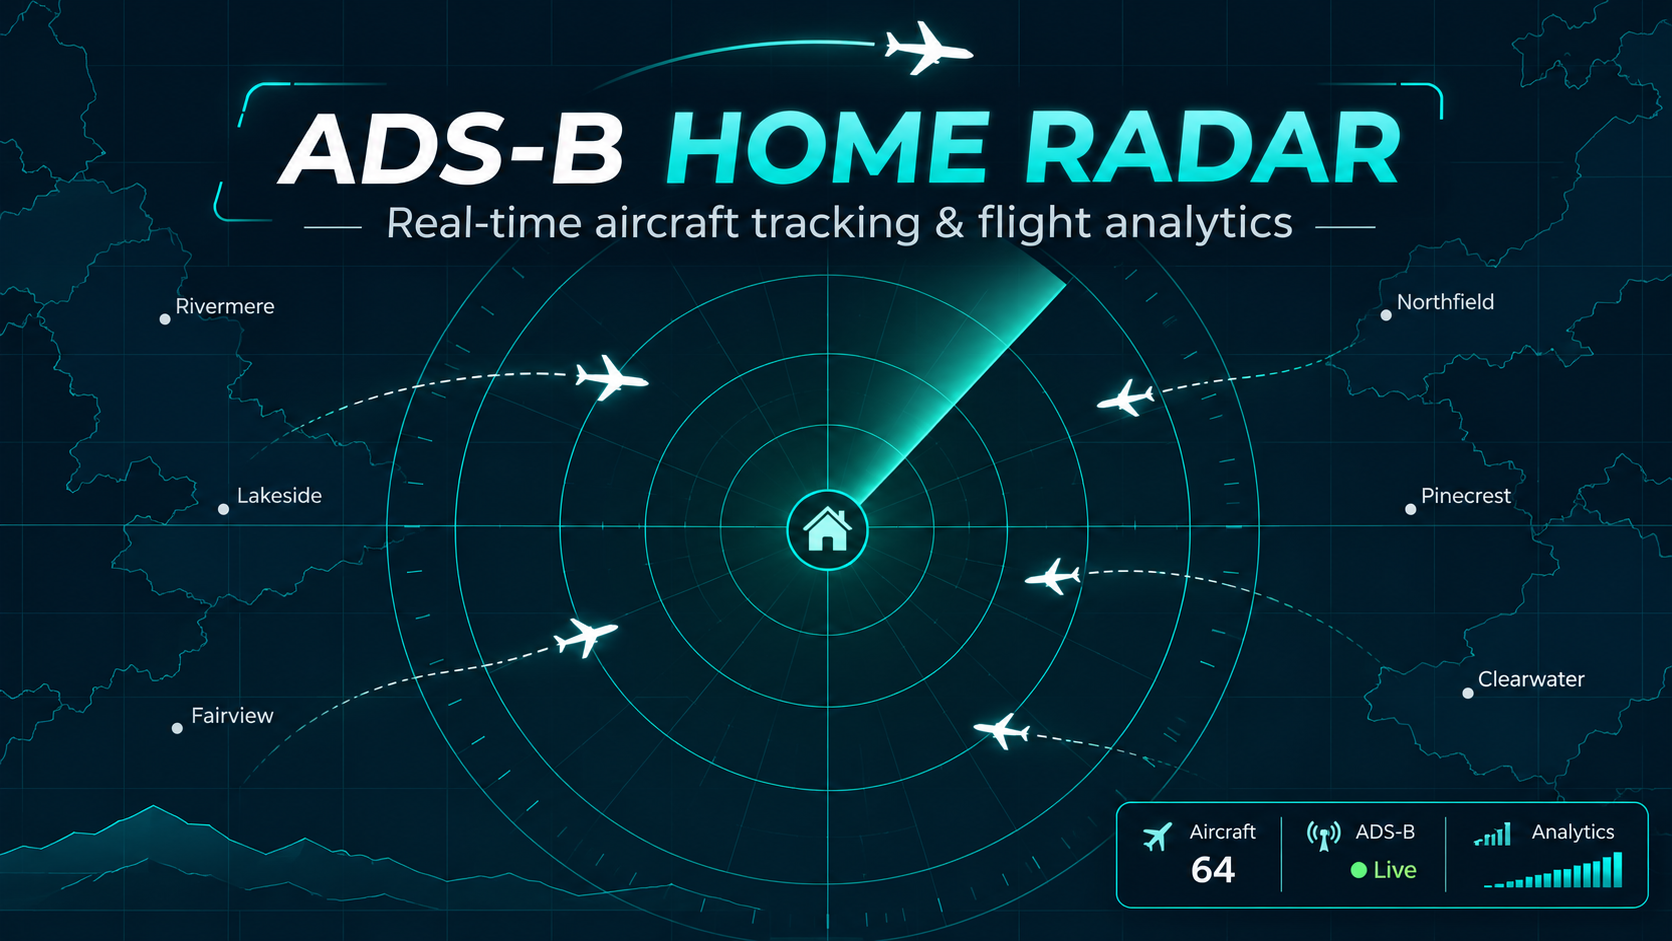 ADS-B HOME RADAR
Real-time aircraft tracking & flight analytics
Rivermere
Northfield
Lakeside
Pinecrest
Clearwater
Fairview
Aircraft
64
ADS-B
Live
Analytics